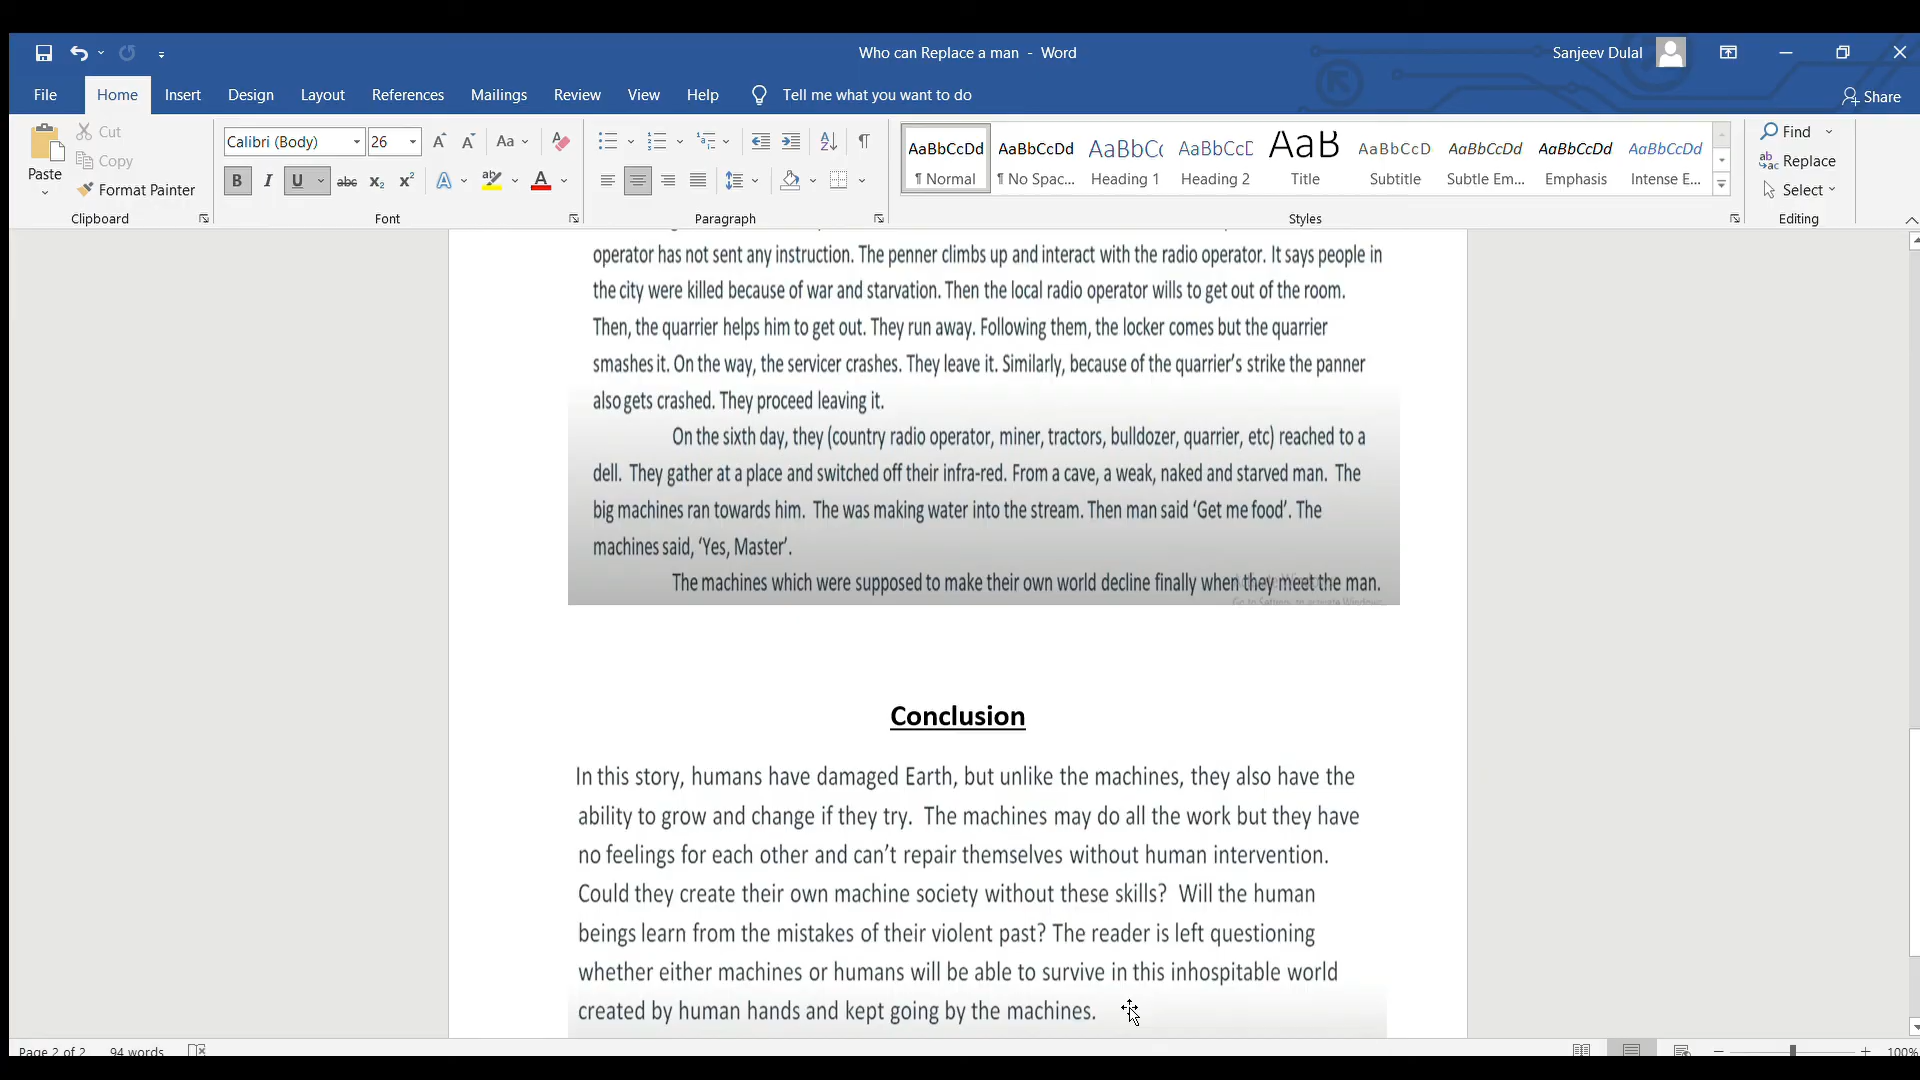 Who can Replace a man - Word
Sanjeev Dulal
File Home Insert Design Layout References Mailings Review View Help Tell me what you want to do
Share
Paste
Cut
Copy
Format Painter
Clipboard
Calibri (Body) 26
Font
Paragraph
AaBbCcDd AaBbCcDd AaBbCc AaBbCcD AaB AaBbCcD AaBbCcDd AaBbCcDd AaBbCcDd
¶ Normal ¶ No Spac... Heading 1 Heading 2 Title Subtitle Subtle Em... Emphasis Intense E...
Styles
Find
Replace
Select
Editing
operator has not sent any instruction. The penner climbs up and interact with the radio operator. It says people in
the city were killed because of war and starvation. Then the local radio operator wills to get out of the room.
Then, the quarrier helps him to get out. They run away. Following them, the locker comes but the quarrier
smashes it. On the way, the servicer crashes. They leave it. Similarly, because of the quarrier's strike the panner
also gets crashed. They proceed leaving it.
On the sixth day, they (country radio operator, miner, tractors, bulldozer, quarrier, etc) reached to a
dell. They gather at a place and switched off their infra-red. From a cave, a weak, naked and starved man. The
big machines ran towards him. The was making water into the stream. Then man said 'Get me food'. The
machines said, 'Yes, Master'.
The machines which were supposed to make their own world decline finally when they meet the man.
Conclusion
In this story, humans have damaged Earth, but unlike the machines, they also have the
ability to grow and change if they try. The machines may do all the work but they have
no feelings for each other and can't repair themselves without human intervention.
Could they create their own machine society without these skills? Will the human
beings learn from the mistakes of their violent past? The reader is left questioning
whether either machines or humans will be able to survive in this inhospitable world
created by human hands and kept going by the machines.
Page 2 of 2 94 words
100%